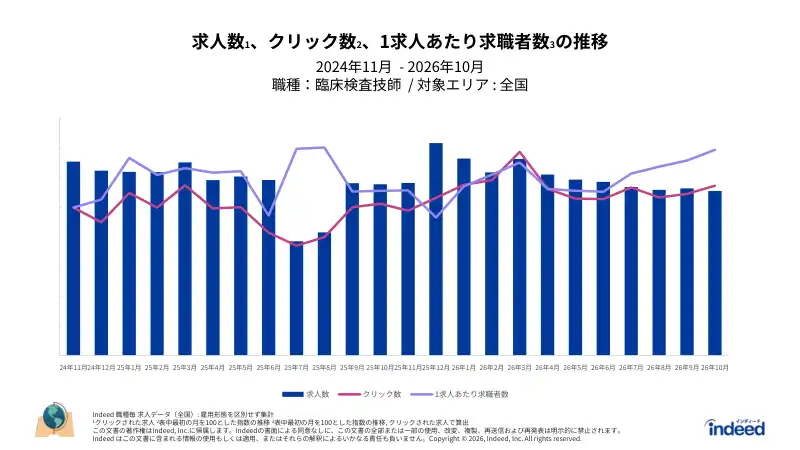 求人数1、クリック数2、1求人あたり求職者数3の推移
2024年11月 - 2026年10月
職種：臨床検査技師 / 対象エリア : 全国
24年11月 24年12月 25年1月 25年2月 25年3月 25年4月 25年5月 25年6月 25年7月 25年8月 25年9月 25年10月 25年11月 25年12月 26年1月 26年2月 26年3月 26年4月 26年5月 26年6月 26年7月 26年8月 26年9月 26年10月
求人数 クリック数 1求人あたり求職者数
Indeed 職種毎 求人データ（全国）: 雇用形態を区別せず集計
¹クリックされた求人 ²表中最初の月を100とした指数の推移 ³表中最初の月を100とした指数の推移, クリックされた求人で算出
この文書の著作権はIndeed, Inc.に帰属します。Indeedの書面による同意なしに、この文書の全部または一部の使用、改変、複製、再送信および再発表は明示的に禁止されます。
Indeed はこの文書に含まれる情報の使用もしくは適用、またはそれらの解釈によるいかなる責任も負いません。Copyright © 2026, Indeed, Inc. All rights reserved.
インディード
indeed